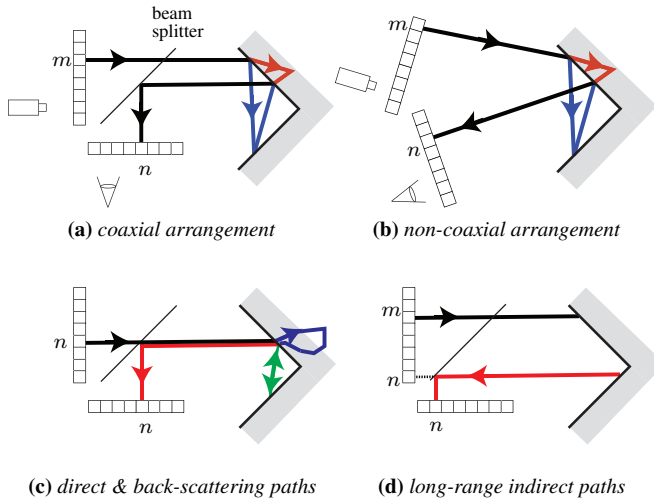 beam
splitter
m
n
(a) coaxial arrangement
m
n
(b) non-coaxial arrangement
n
n
(c) direct & back-scattering paths
m
n
n
(d) long-range indirect paths